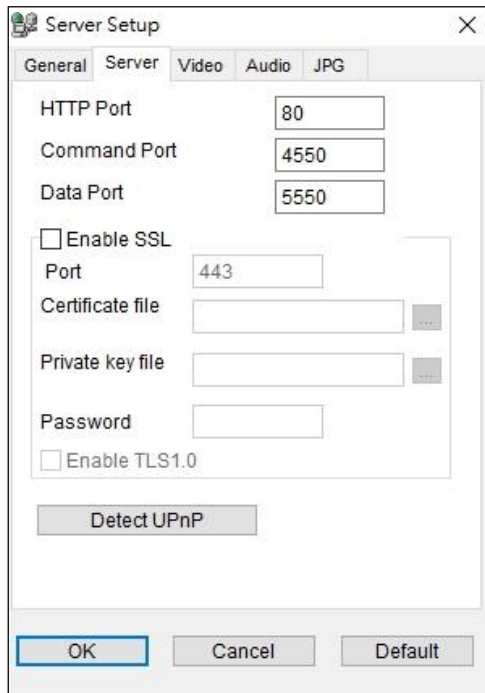 Server Setup
General Server Video Audio JPG
HTTP Port 80
Command Port 4550
Data Port 5550
Enable SSL
Port 443
Certificate file ...
Private key file ...
Password
Enable TLS1.0
Detect UPnP
OK Cancel Default